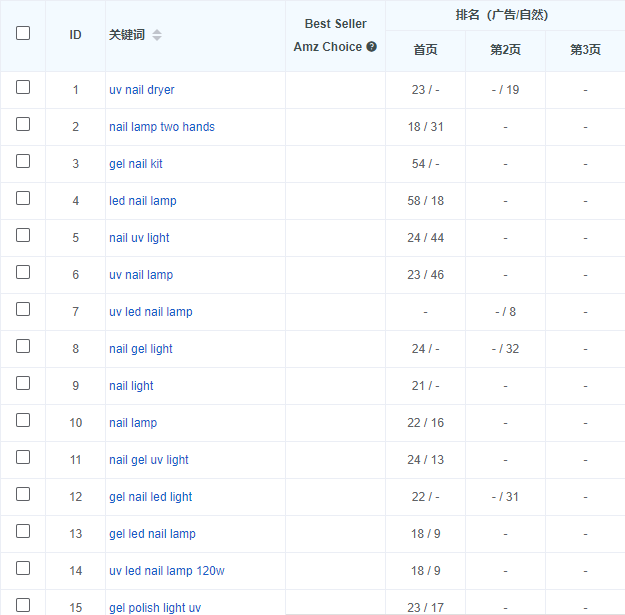 ID 关键词 Best Seller Amz Choice 排名（广告/自然）
首页 第2页 第3页
1 uv nail dryer 23 / - - / 19 -
2 nail lamp two hands 18 / 31 - -
3 gel nail kit 54 / - - -
4 led nail lamp 58 / 18 - -
5 nail uv light 24 / 44 - -
6 uv nail lamp 23 / 46 - -
7 uv led nail lamp - - / 8 -
8 nail gel light 24 / - - / 32 -
9 nail light 21 / - - -
10 nail lamp 22 / 16 - -
11 nail gel uv light 24 / 13 - -
12 gel nail led light 22 / - - / 31 -
13 gel led nail lamp 18 / 9 - -
14 uv led nail lamp 120w 18 / 9 - -
15 gel polish light uv 23 / 17 - -